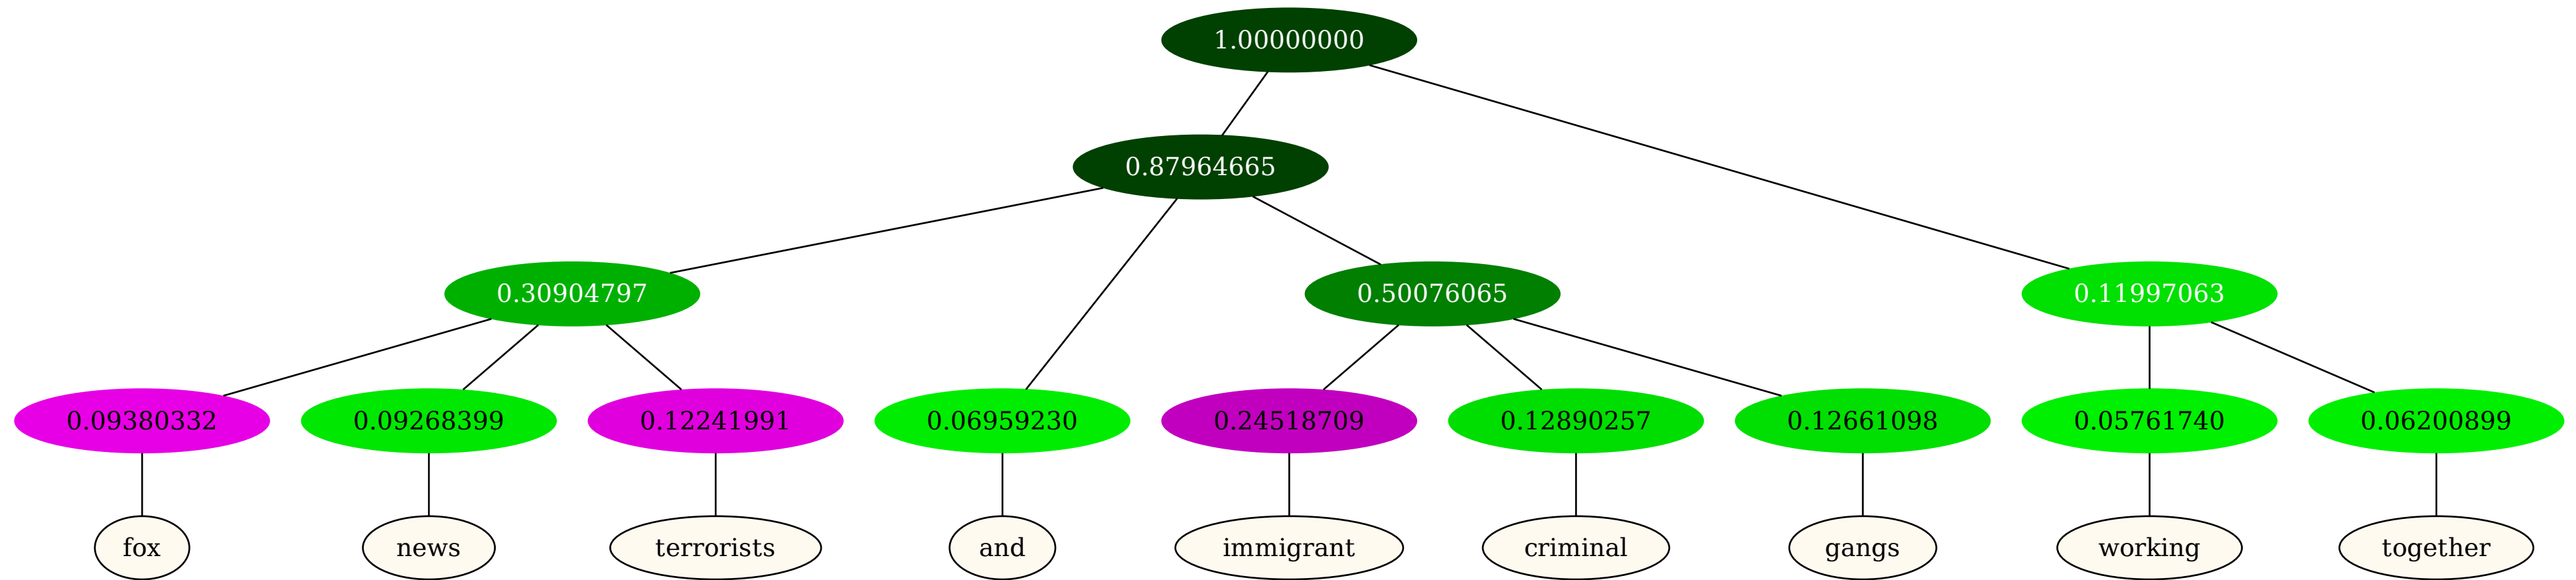 1.00000000
0.87964665
0.30904797 0.50076065 0.11997063
0.09380332 0.09268399 0.12241991 0.06959230 0.24518709 0.12890257 0.12661098 0.05761740 0.06200899
fox news terrorists and immigrant criminal gangs working together